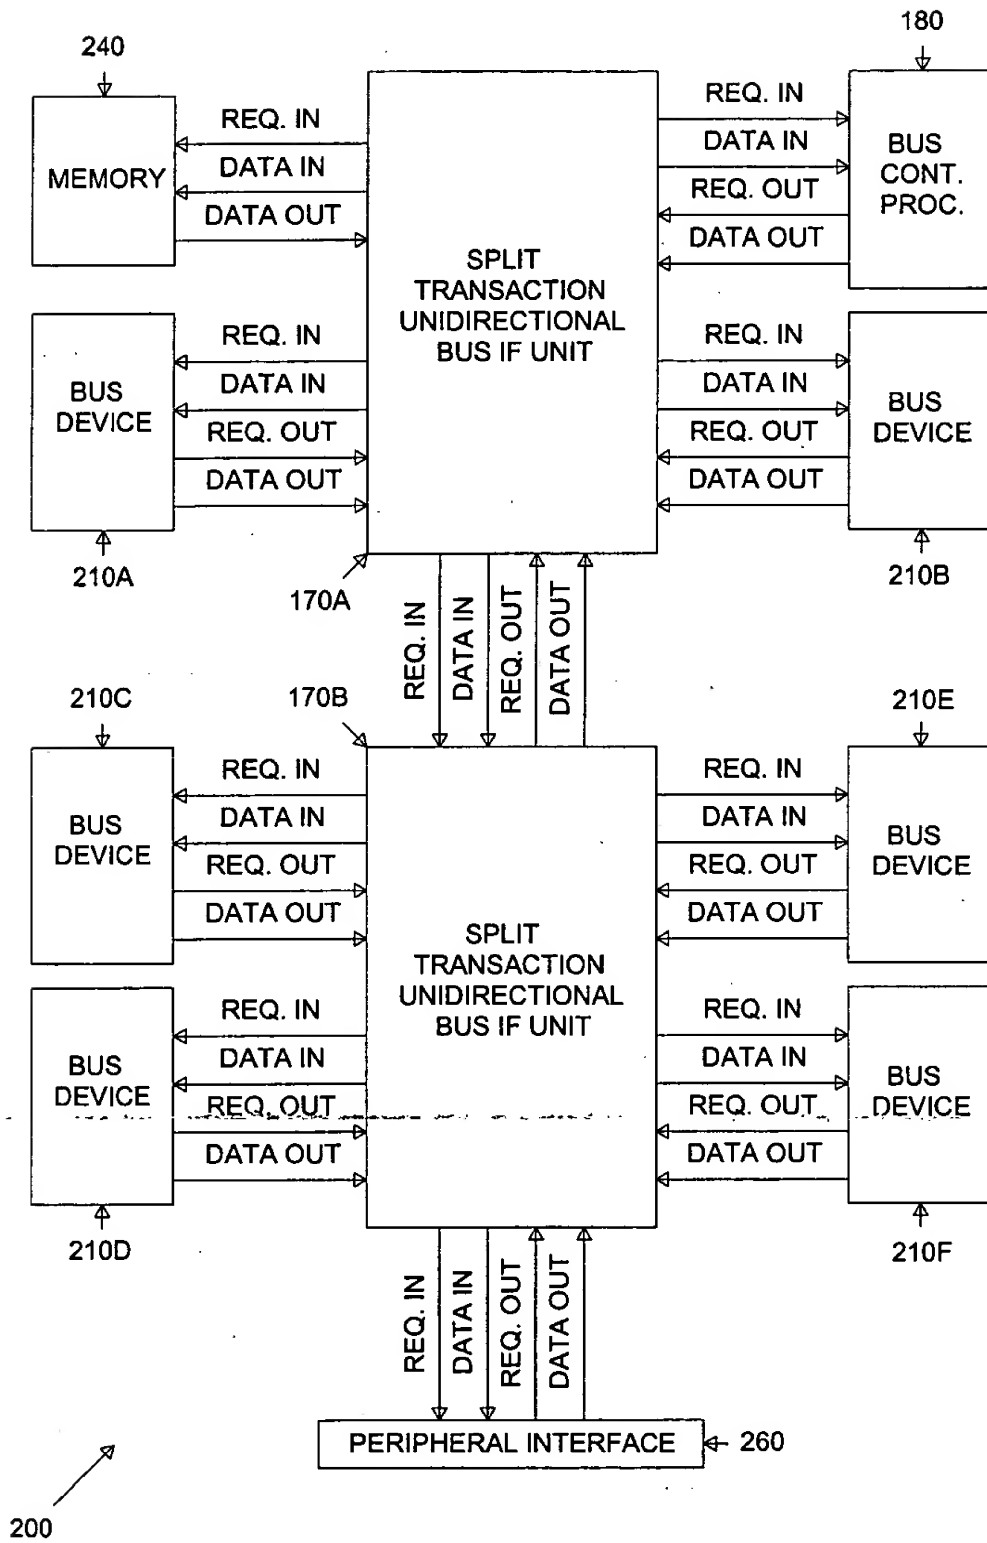 240
180
MEMORY
REQ. IN
DATA IN
DATA OUT
SPLIT
TRANSACTION
UNIDIRECTIONAL
BUS IF UNIT
REQ. IN
DATA IN
REQ. OUT
DATA OUT
BUS
CONT.
PROC.
BUS
DEVICE
REQ. IN
DATA IN
REQ. OUT
DATA OUT
REQ. IN
DATA IN
REQ. OUT
DATA OUT
BUS
DEVICE
210A
170A
210B
REQ. IN
DATA IN
REQ. OUT
DATA OUT
210C
170B
210E
BUS
DEVICE
REQ. IN
DATA IN
REQ. OUT
DATA OUT
SPLIT
TRANSACTION
UNIDIRECTIONAL
BUS IF UNIT
REQ. IN
DATA IN
REQ. OUT
DATA OUT
BUS
DEVICE
BUS
DEVICE
REQ. IN
DATA IN
REQ. OUT
DATA OUT
REQ. IN
DATA IN
REQ. OUT
DATA OUT
BUS
DEVICE
210D
210F
REQ. IN
DATA IN
REQ. OUT
DATA OUT
PERIPHERAL INTERFACE
260
200